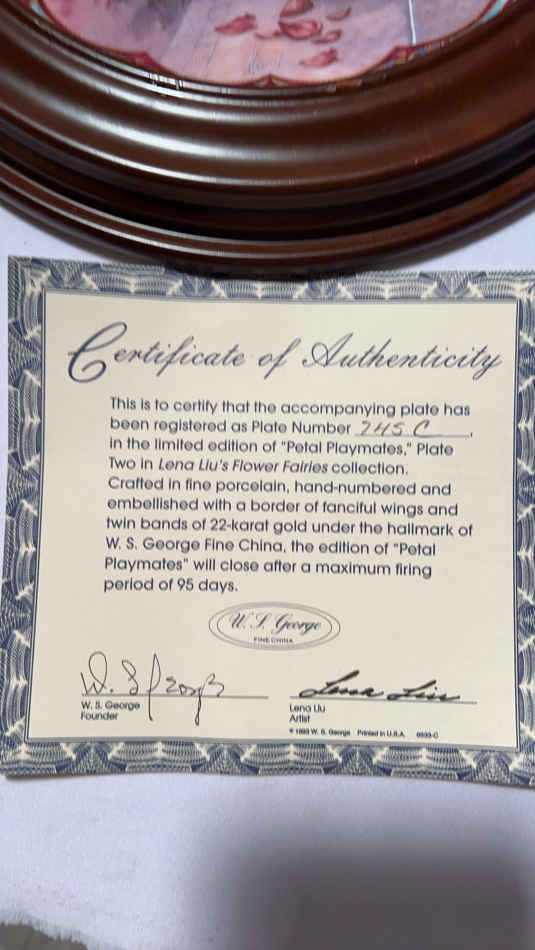 Certificate of Authenticity
This is to certify that the accompanying plate has
been registered as Plate Number 745 C,
in the limited edition of "Petal Playmates," Plate
Two in Lena Liu's Flower Fairies collection.
Crafted in fine porcelain, hand-numbered and
embellished with a border of fanciful wings and
twin bands of 22-karat gold under the hallmark of
W. S. George Fine China, the edition of "Petal
Playmates" will close after a maximum firing
period of 95 days.
W. S. George
FINE CHINA
W. S. George
Lena Liu
W. S. George
Founder
Lena Liu
Artist
W. S. George Printed in U.S.A.